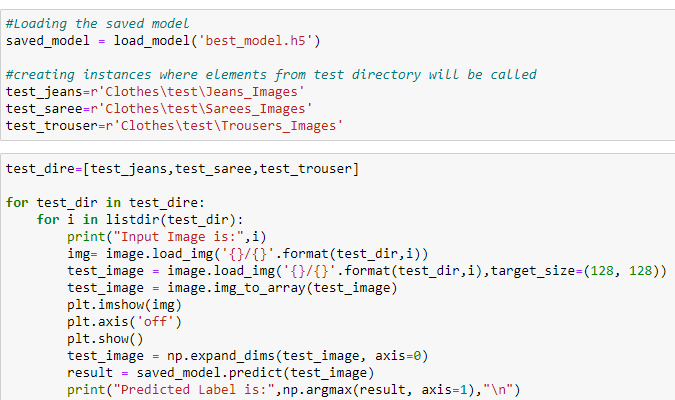 #Loading the saved model
saved_model = load_model('best_model.h5')
#creating instances where elements from test directory will be called
test_jeans=r'Clothes\test\Jeans_Images'
test_saree=r'Clothes\test\Sarees_Images'
test_trouser=r'Clothes\test\Trousers_Images'
test_dire=[test_jeans,test_saree,test_trouser]
for test_dir in test_dire:
    for i in listdir(test_dir):
        print("Input Image is:",i)
        img= image.load_img('{}/{}'.format(test_dir,i))
        test_image = image.load_img('{}/{}'.format(test_dir,i),target_size=(128, 128))
        test_image = image.img_to_array(test_image)
        plt.imshow(img)
        plt.axis('off')
        plt.show()
        test_image = np.expand_dims(test_image, axis=0)
        result = saved_model.predict(test_image)
        print("Predicted Label is:",np.argmax(result, axis=1),"\n")